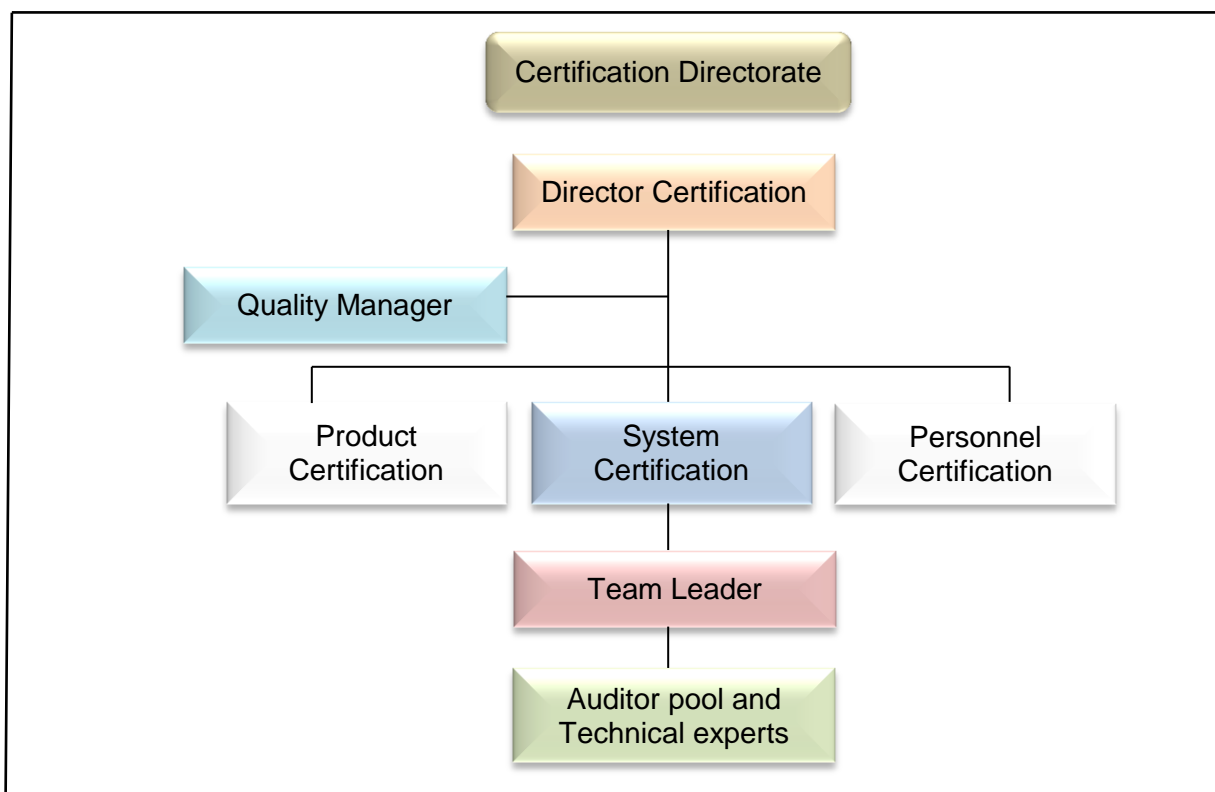 Certification Directorate
Director Certification
Quality Manager
Product
Certification
System
Certification
Personnel
Certification
Team Leader
Auditor pool and
Technical experts